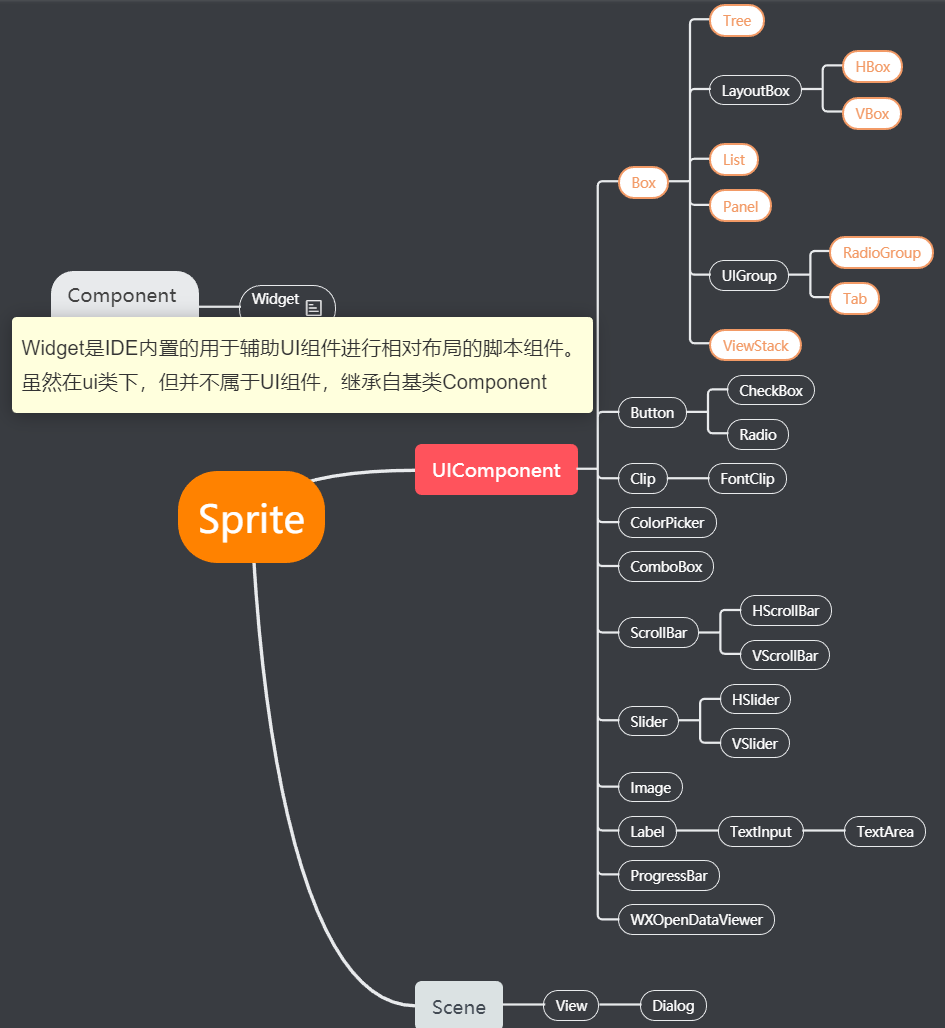 Tree
HBox
LayoutBox
VBox
List
Box
Panel
RadioGroup
UIGroup
Tab
Component
Widget
ViewStack
Widget是IDE内置的用于辅助UI组件进行相对布局的脚本组件。
虽然在ui类下，但并不属于UI组件，继承自基类Component
CheckBox
Button
Radio
UIComponent
Clip
FontClip
Sprite
ColorPicker
ComboBox
HScrollBar
ScrollBar
VScrollBar
HSlider
Slider
VSlider
Image
Label
TextInput
TextArea
ProgressBar
WXOpenDataViewer
Scene
View
Dialog